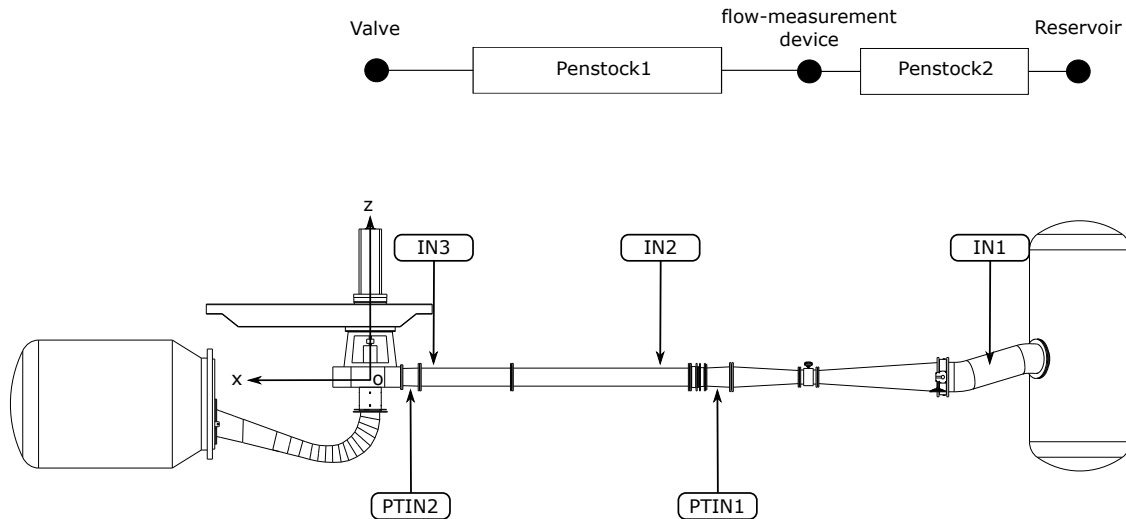 Valve
Penstock1
flow-measurement
device
Penstock2
Reservoir
z
IN3
IN2
IN1
x
O
PTIN2
PTIN1